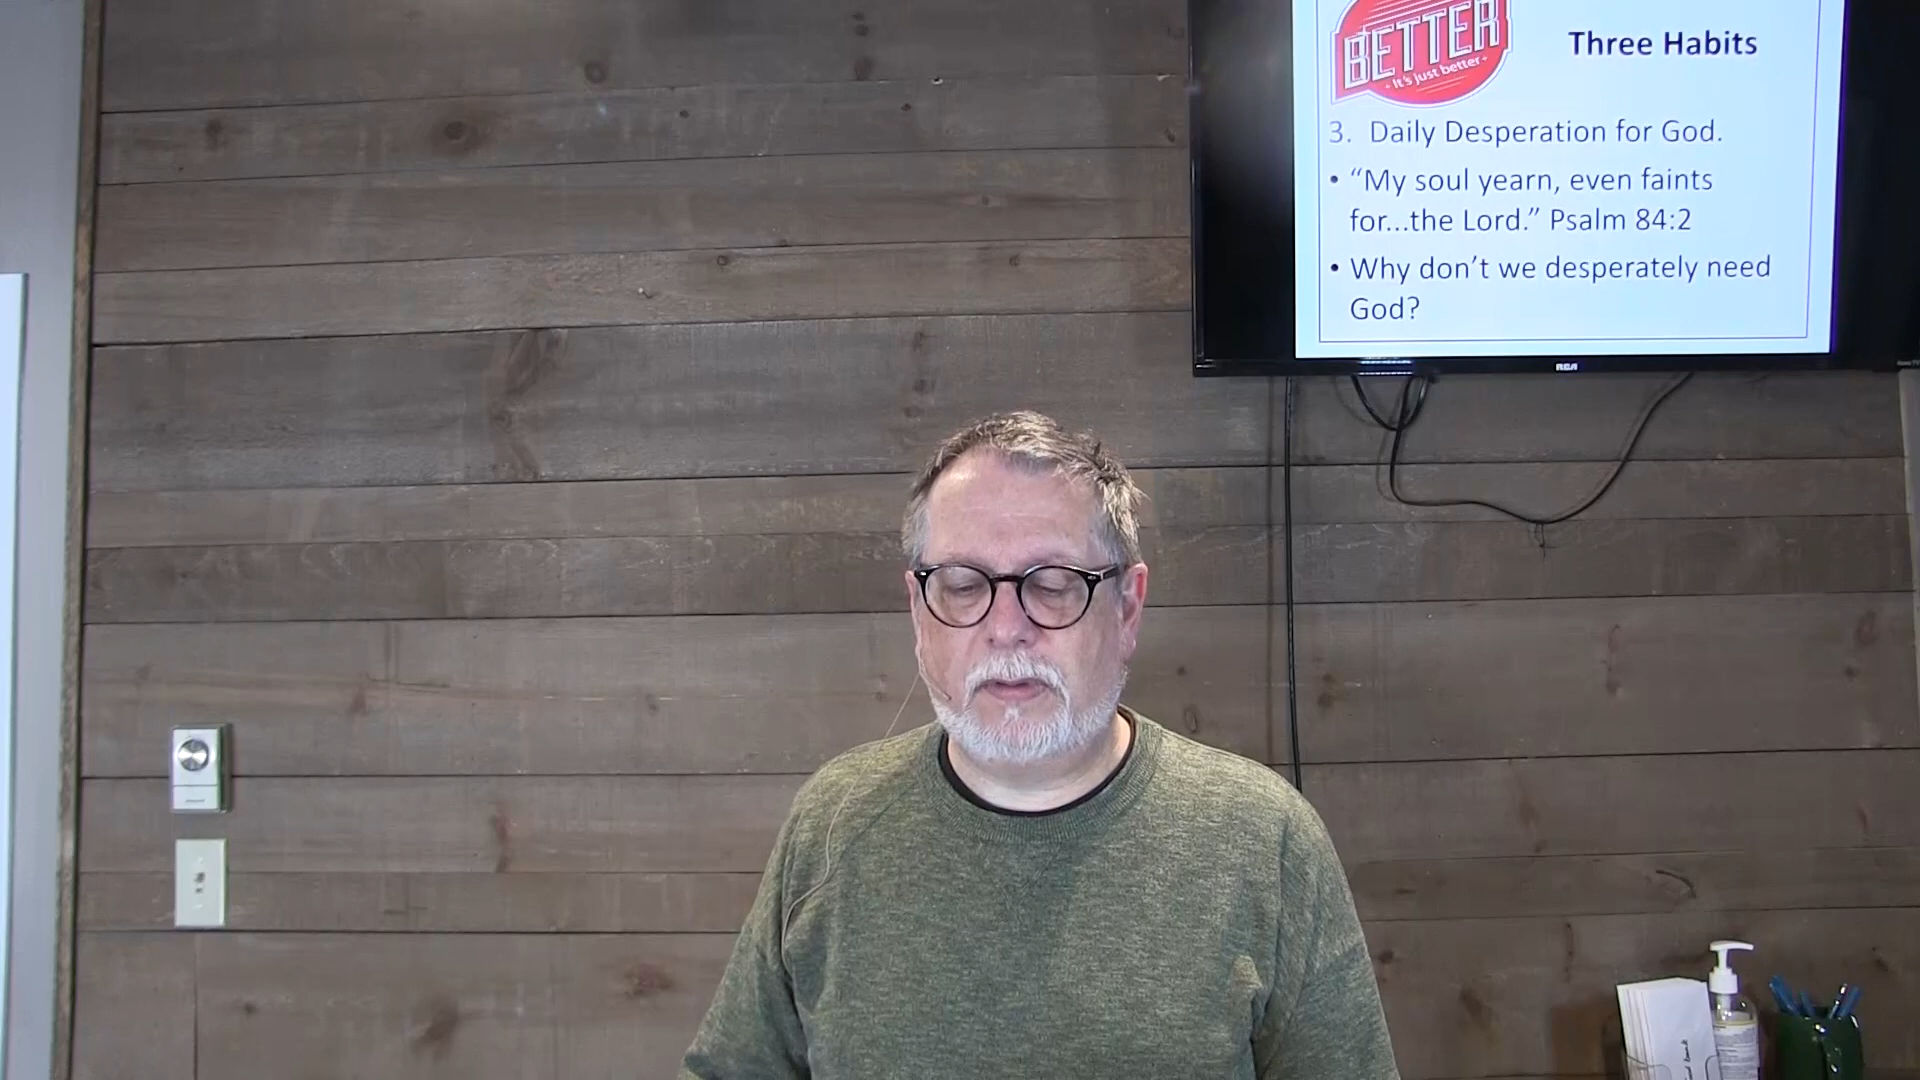 BETTER
- it's just better -
Three Habits
3. Daily Desperation for God.
• “My soul yearn, even faints
for...the Lord.” Psalm 84:2
• Why don’t we desperately need
God?
RCA